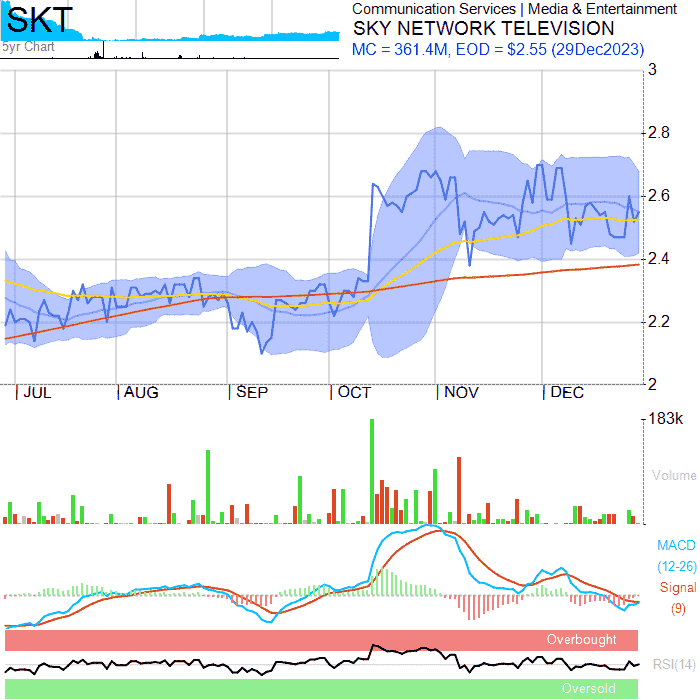 SKT
5yr Chart
Communication Services | Media & Entertainment
SKY NETWORK TELEVISION
MC = 361.4M, EOD = $2.55 (29Dec2023)
3
2.8
2.6
2.4
2.2
2
JUL AUG SEP OCT NOV DEC
183k
Volume
MACD
(12-26)
Signal
(9)
Overbought
RSI(14)
Oversold